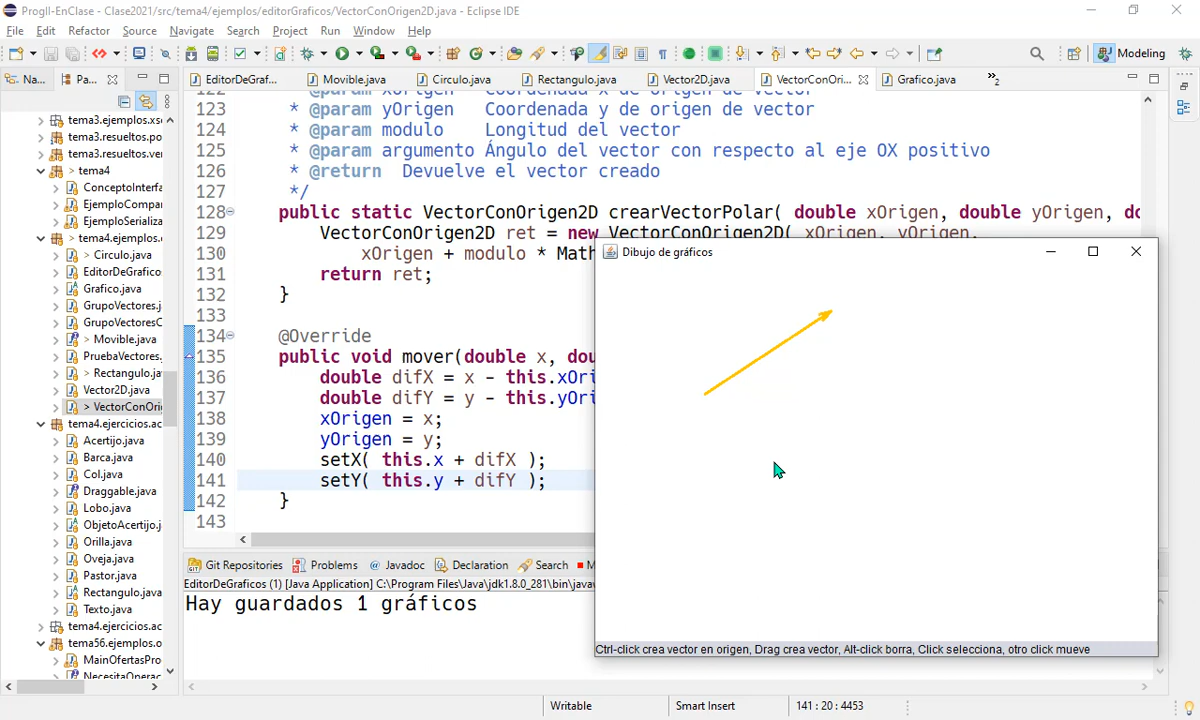 ProgII-EnClase - Clase2021/src/tema4/ejemplos/editorGraficos/VectorConOrigen2D.java - Eclipse IDE
File Edit Refactor Source Navigate Search Project Run Window Help
Modeling
Na... Pa...
EditorDeGraf... Movible.java Circulo.java Rectangulo.java Vector2D.java VectorConOri... Grafico.java »2
tema3.ejemplos.xs
tema3.resueltos.po
tema3.resueltos.ve
> tema4
ConceptoInterfa
EjemploCompa
EjemploSerializa
> tema4.ejemplos.
> Circulo.java
EditorDeGrafico
Grafico.java
GrupoVectores.j
GrupoVectoresC
> Movible.java
PruebaVectores.
> Rectangulo.ja
Vector2D.java
> VectorConOri
tema4.ejercicios.ac
Acertijo.java
Barca.java
Col.java
Draggable.java
Lobo.java
ObjetoAcertijo.j
Orilla.java
Oveja.java
Pastor.java
Rectangulo.java
Texto.java
tema4.ejercicios.ac
tema56.ejemplos.o
MainOfertasPro
NecesitaOperac
122 * @param xOrigen Coordenada x de origen de vector
123 * @param yOrigen Coordenada y de origen de vector
124 * @param modulo Longitud del vector
125 * @param argumento Ángulo del vector con respecto al eje OX positivo
126 * @return Devuelve el vector creado
127 */
128 public static VectorConOrigen2D crearVectorPolar( double xOrigen, double yOrigen, do
129 VectorConOrigen2D ret = new VectorConOrigen2D( xOrigen, yOrigen,
130 xOrigen + modulo * Math
131 return ret;
132 }
133
134 @Override
135 public void mover(double x, dou
136 double difX = x - this.xOri
137 double difY = y - this.yOri
138 xOrigen = x;
139 yOrigen = y;
140 setX( this.x + difX );
141 setY( this.y + difY );
142 }
143
Dibujo de gráficos
Ctrl-click crea vector en origen, Drag crea vector, Alt-click borra, Click selecciona, otro click mueve
Git Repositories Problems Javadoc Declaration Search M
EditorDeGraficos (1) [Java Application] C:\Program Files\Java\jdk1.8.0_281\bin\javaw
Hay guardados 1 gráficos
Writable Smart Insert 141 : 20 : 4453